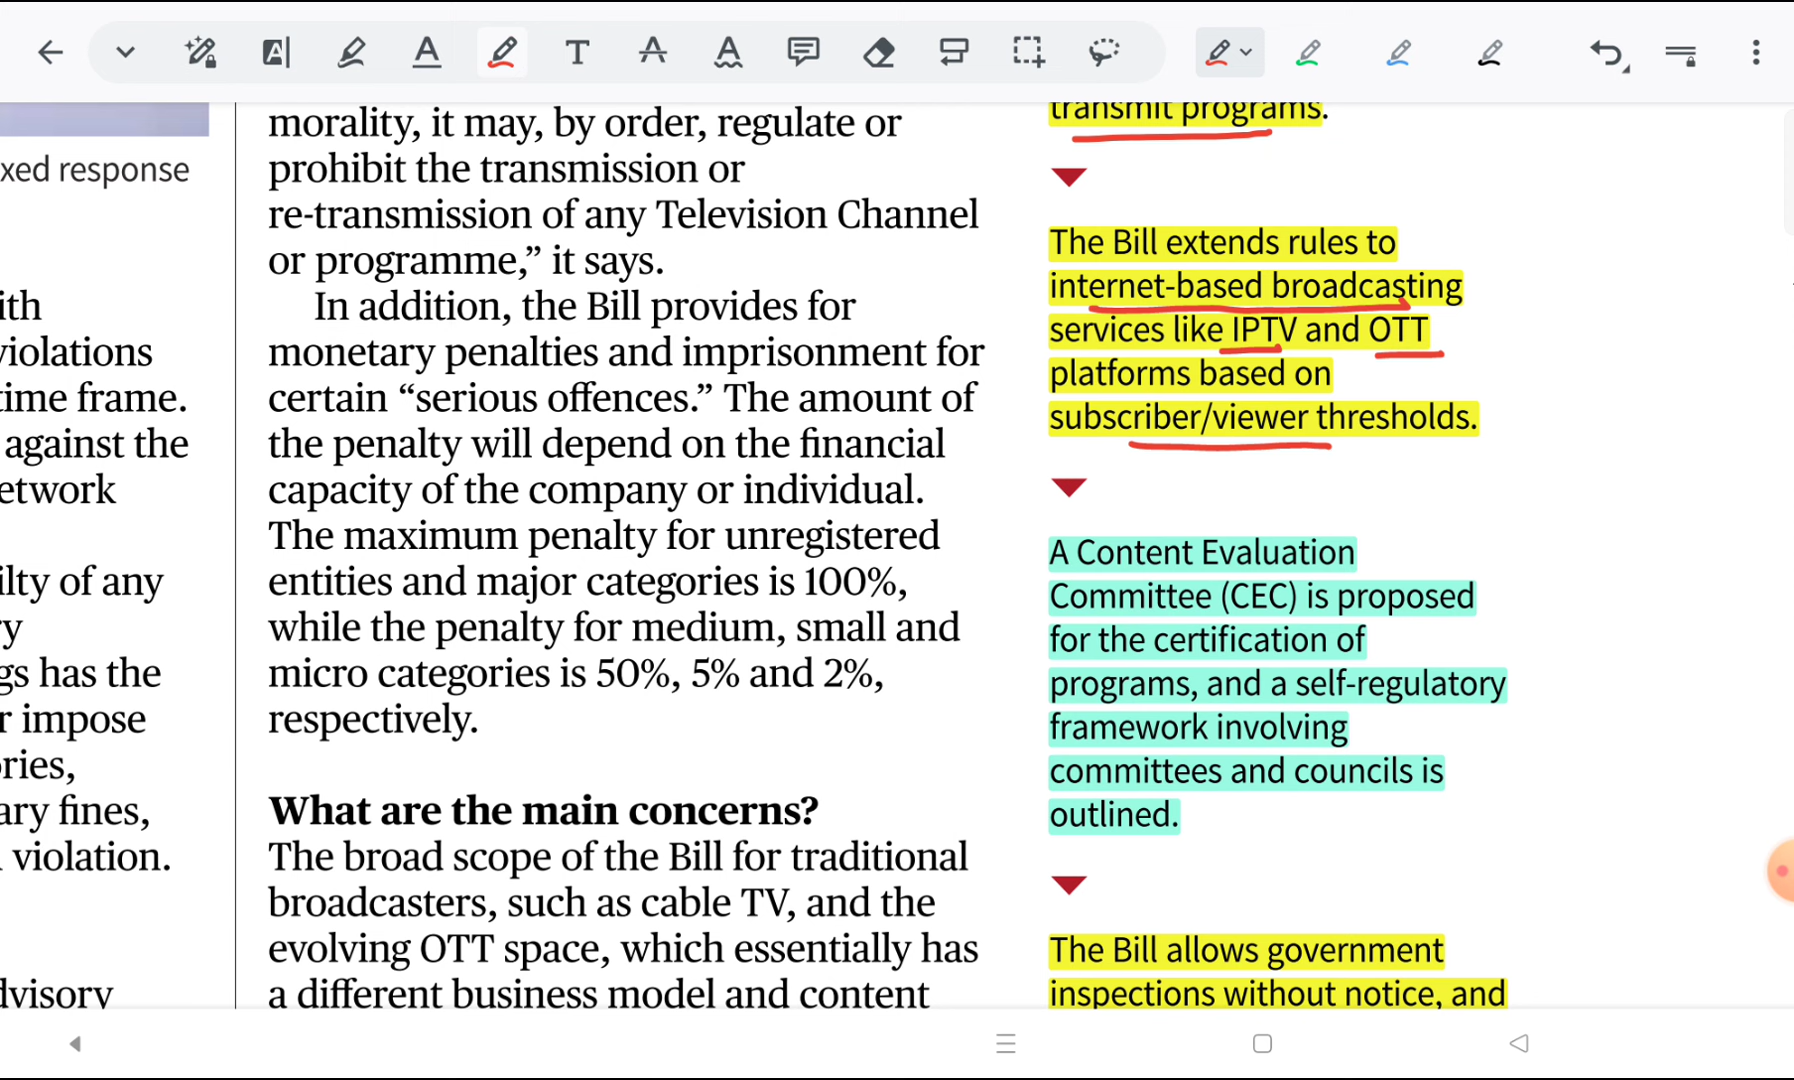 xed response
ith
violations
time frame.
against the
etwork
ilty of any
ry
gs has the
r impose
ories,
ary fines,
violation.
dvisory
morality, it may, by order, regulate or
prohibit the transmission or
re-transmission of any Television Channel
or programme,” it says.
In addition, the Bill provides for
monetary penalties and imprisonment for
certain “serious offences.” The amount of
the penalty will depend on the financial
capacity of the company or individual.
The maximum penalty for unregistered
entities and major categories is 100%,
while the penalty for medium, small and
micro categories is 50%, 5% and 2%,
respectively.
What are the main concerns?
The broad scope of the Bill for traditional
broadcasters, such as cable TV, and the
evolving OTT space, which essentially has
a different business model and content
transmit programs.
The Bill extends rules to
internet-based broadcasting
services like IPTV and OTT
platforms based on
subscriber/viewer thresholds.
A Content Evaluation
Committee (CEC) is proposed
for the certification of
programs, and a self-regulatory
framework involving
committees and councils is
outlined.
The Bill allows government
inspections without notice, and